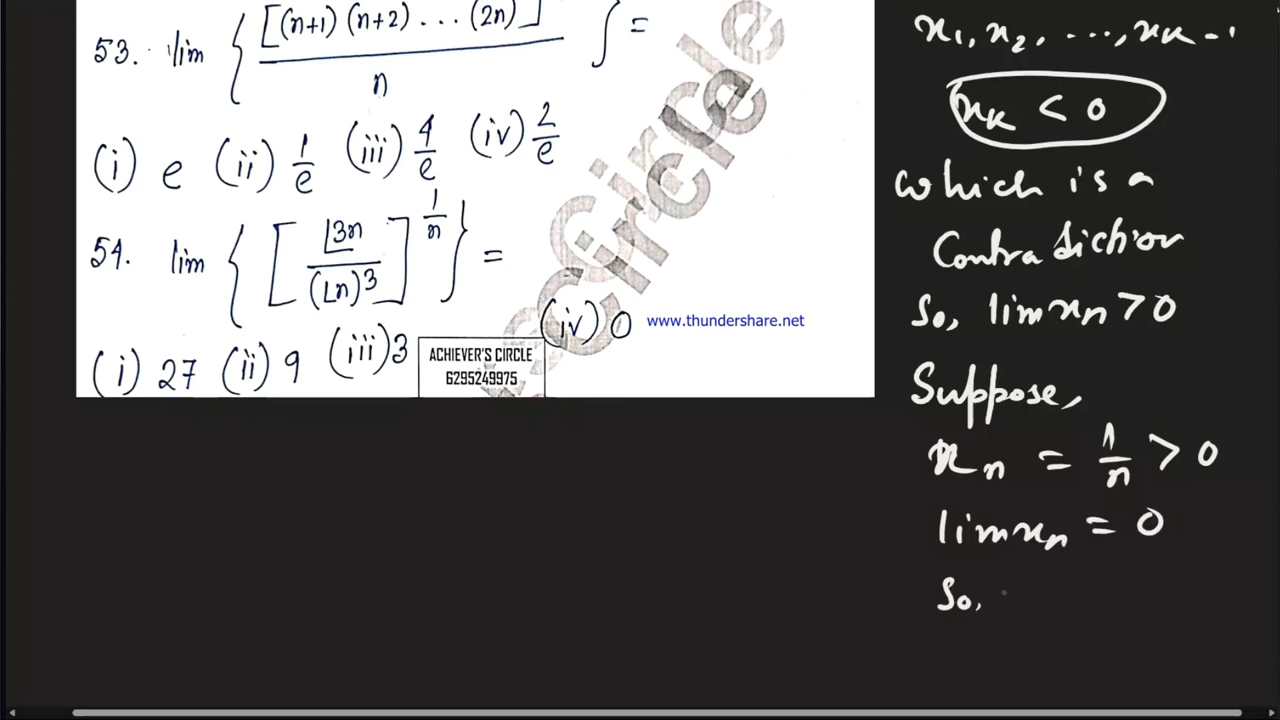 53. lim { [(n+1) (n+2) ... (2n)] / n } =
(i) e (ii) 1/e (iii) 4/e (iv) 2/e
54. lim { [ ⌊3n / (⌊n)^3 ]^(1/n) } =
(i) 27 (ii) 9 (iii) 3 (iv) 0
www.thundershare.net
ACHIEVER'S CIRCLE
6295249975
Circle
Circle
x₁, x₂, ..., xₖ₋₁
xₖ < 0
which is a
Contradiction
So, lim xₙ > 0
Suppose,
xₙ = 1/n > 0
lim xₙ = 0
So,